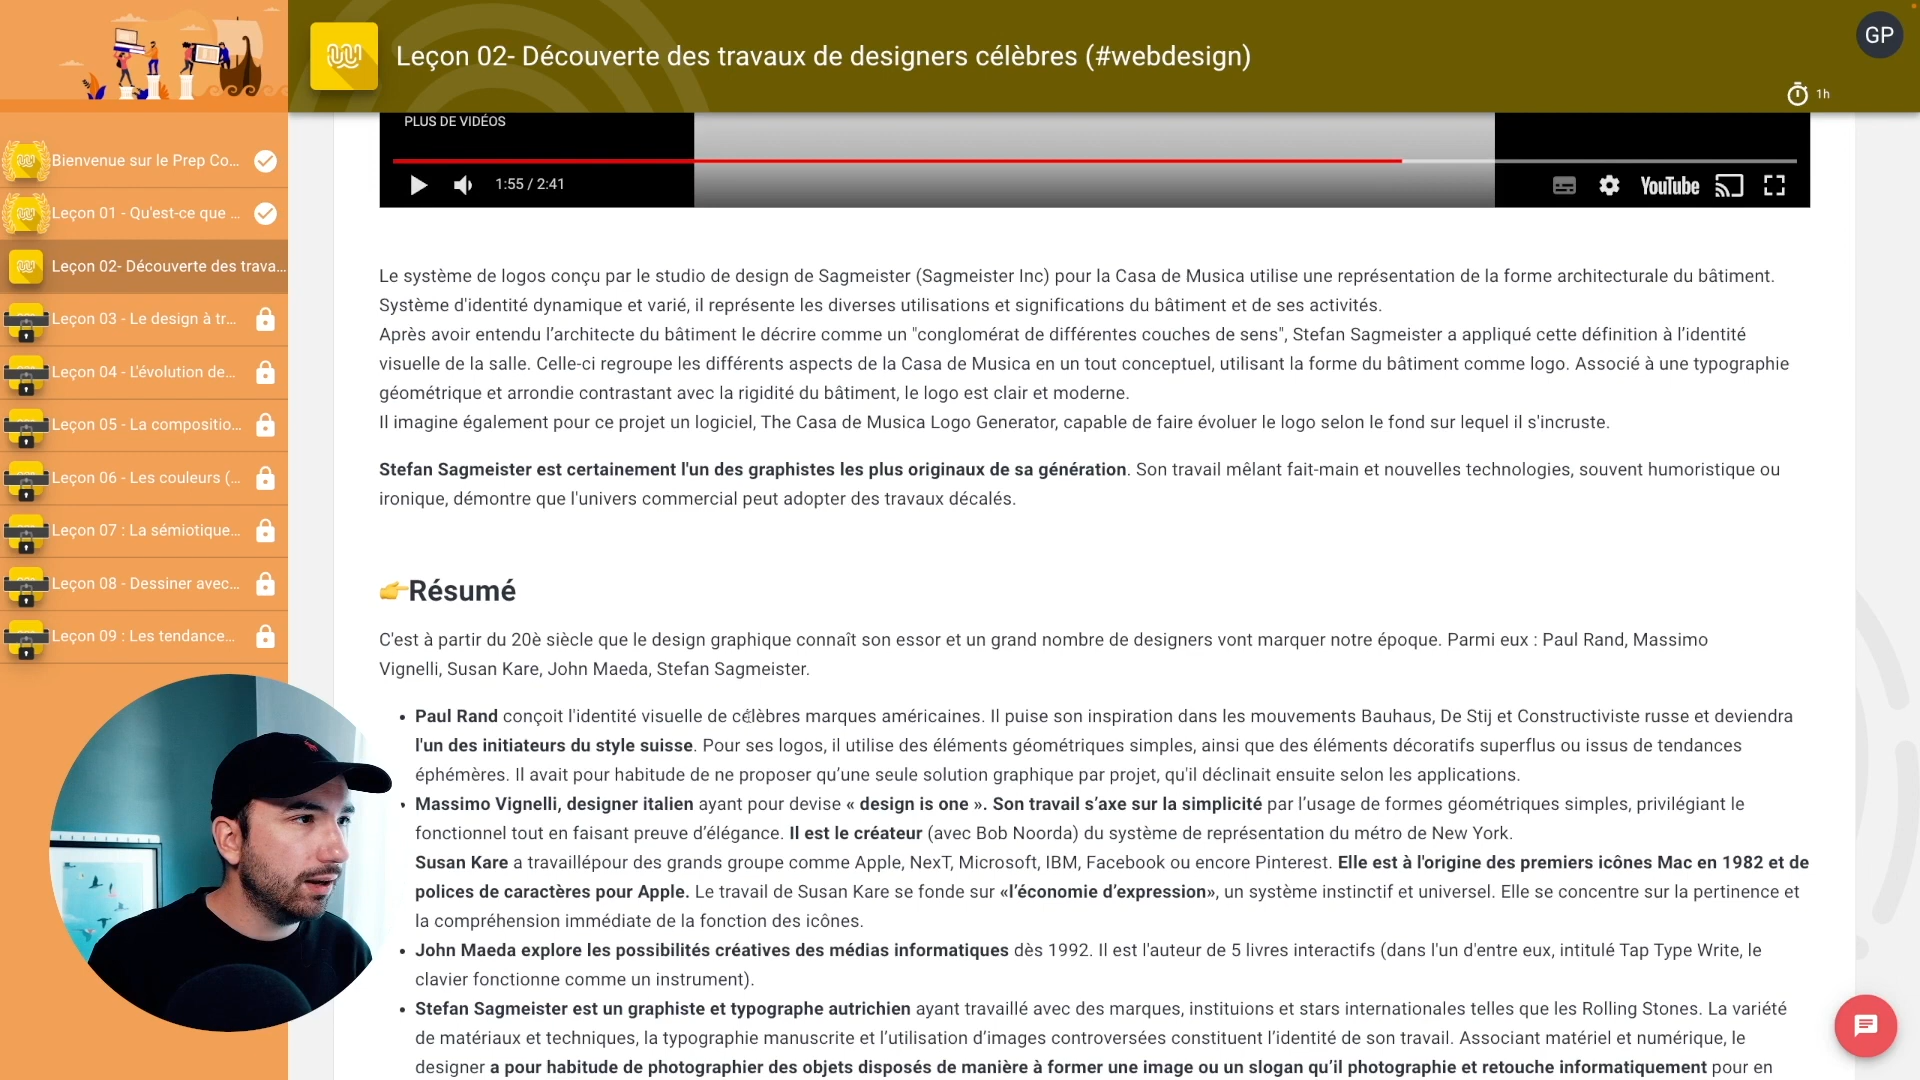 Leçon 02- Découverte des travaux de designers célèbres (#webdesign)
GP
1h
Bienvenue sur le Prep Co...
Leçon 01 - Qu'est-ce que ...
Leçon 02- Découverte des trava...
Leçon 03 - Le design à tr...
Leçon 04 - L'évolution de...
Leçon 05 - La compositio...
Leçon 06 - Les couleurs (...
Leçon 07 : La sémiotique...
Leçon 08 - Dessiner avec...
Leçon 09 : Les tendance...
PLUS DE VIDÉOS
1:55 / 2:41
YouTube
Le système de logos conçu par le studio de design de Sagmeister (Sagmeister Inc) pour la Casa de Musica utilise une représentation de la forme architecturale du bâtiment.
Système d'identité dynamique et varié, il représente les diverses utilisations et significations du bâtiment et de ses activités.
Après avoir entendu l’architecte du bâtiment le décrire comme un "conglomérat de différentes couches de sens", Stefan Sagmeister a appliqué cette définition à l’identité
visuelle de la salle. Celle-ci regroupe les différents aspects de la Casa de Musica en un tout conceptuel, utilisant la forme du bâtiment comme logo. Associé à une typographie
géométrique et arrondie contrastant avec la rigidité du bâtiment, le logo est clair et moderne.
Il imagine également pour ce projet un logiciel, The Casa de Musica Logo Generator, capable de faire évoluer le logo selon le fond sur lequel il s'incruste.
Stefan Sagmeister est certainement l'un des graphistes les plus originaux de sa génération. Son travail mêlant fait-main et nouvelles technologies, souvent humoristique ou
ironique, démontre que l'univers commercial peut adopter des travaux décalés.
👉Résumé
C'est à partir du 20è siècle que le design graphique connaît son essor et un grand nombre de designers vont marquer notre époque. Parmi eux : Paul Rand, Massimo
Vignelli, Susan Kare, John Maeda, Stefan Sagmeister.
• Paul Rand conçoit l'identité visuelle de célèbres marques américaines. Il puise son inspiration dans les mouvements Bauhaus, De Stij et Constructiviste russe et deviendra
l'un des initiateurs du style suisse. Pour ses logos, il utilise des éléments géométriques simples, ainsi que des éléments décoratifs superflus ou issus de tendances
éphémères. Il avait pour habitude de ne proposer qu’une seule solution graphique par projet, qu'il déclinait ensuite selon les applications.
• Massimo Vignelli, designer italien ayant pour devise « design is one ». Son travail s’axe sur la simplicité par l’usage de formes géométriques simples, privilégiant le
fonctionnel tout en faisant preuve d’élégance. Il est le créateur (avec Bob Noorda) du système de représentation du métro de New York.
Susan Kare a travaillépour des grands groupe comme Apple, NexT, Microsoft, IBM, Facebook ou encore Pinterest. Elle est à l'origine des premiers icônes Mac en 1982 et de
polices de caractères pour Apple. Le travail de Susan Kare se fonde sur «l’économie d’expression», un système instinctif et universel. Elle se concentre sur la pertinence et
la compréhension immédiate de la fonction des icônes.
• John Maeda explore les possibilités créatives des médias informatiques dès 1992. Il est l'auteur de 5 livres interactifs (dans l'un d'entre eux, intitulé Tap Type Write, le
clavier fonctionne comme un instrument).
• Stefan Sagmeister est un graphiste et typographe autrichien ayant travaillé avec des marques, instituions et stars internationales telles que les Rolling Stones. La variété
de matériaux et techniques, la typographie manuscrite et l’utilisation d’images controversées constituent l’identité de son travail. Associant matériel et numérique, le
designer a pour habitude de photographier des objets disposés de manière à former une image ou un slogan qu’il photographie et retouche informatiquement pour en